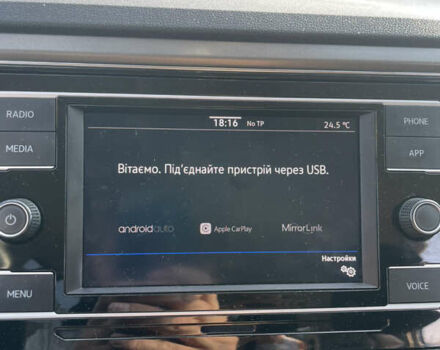 RADIO
MEDIA
MENU
18:16 No TP 24.5 °C
Вітаємо. Під'єднайте пристрій через USB.
androidauto Apple CarPlay MirrorLink
Настройки
PHONE
APP
VOICE